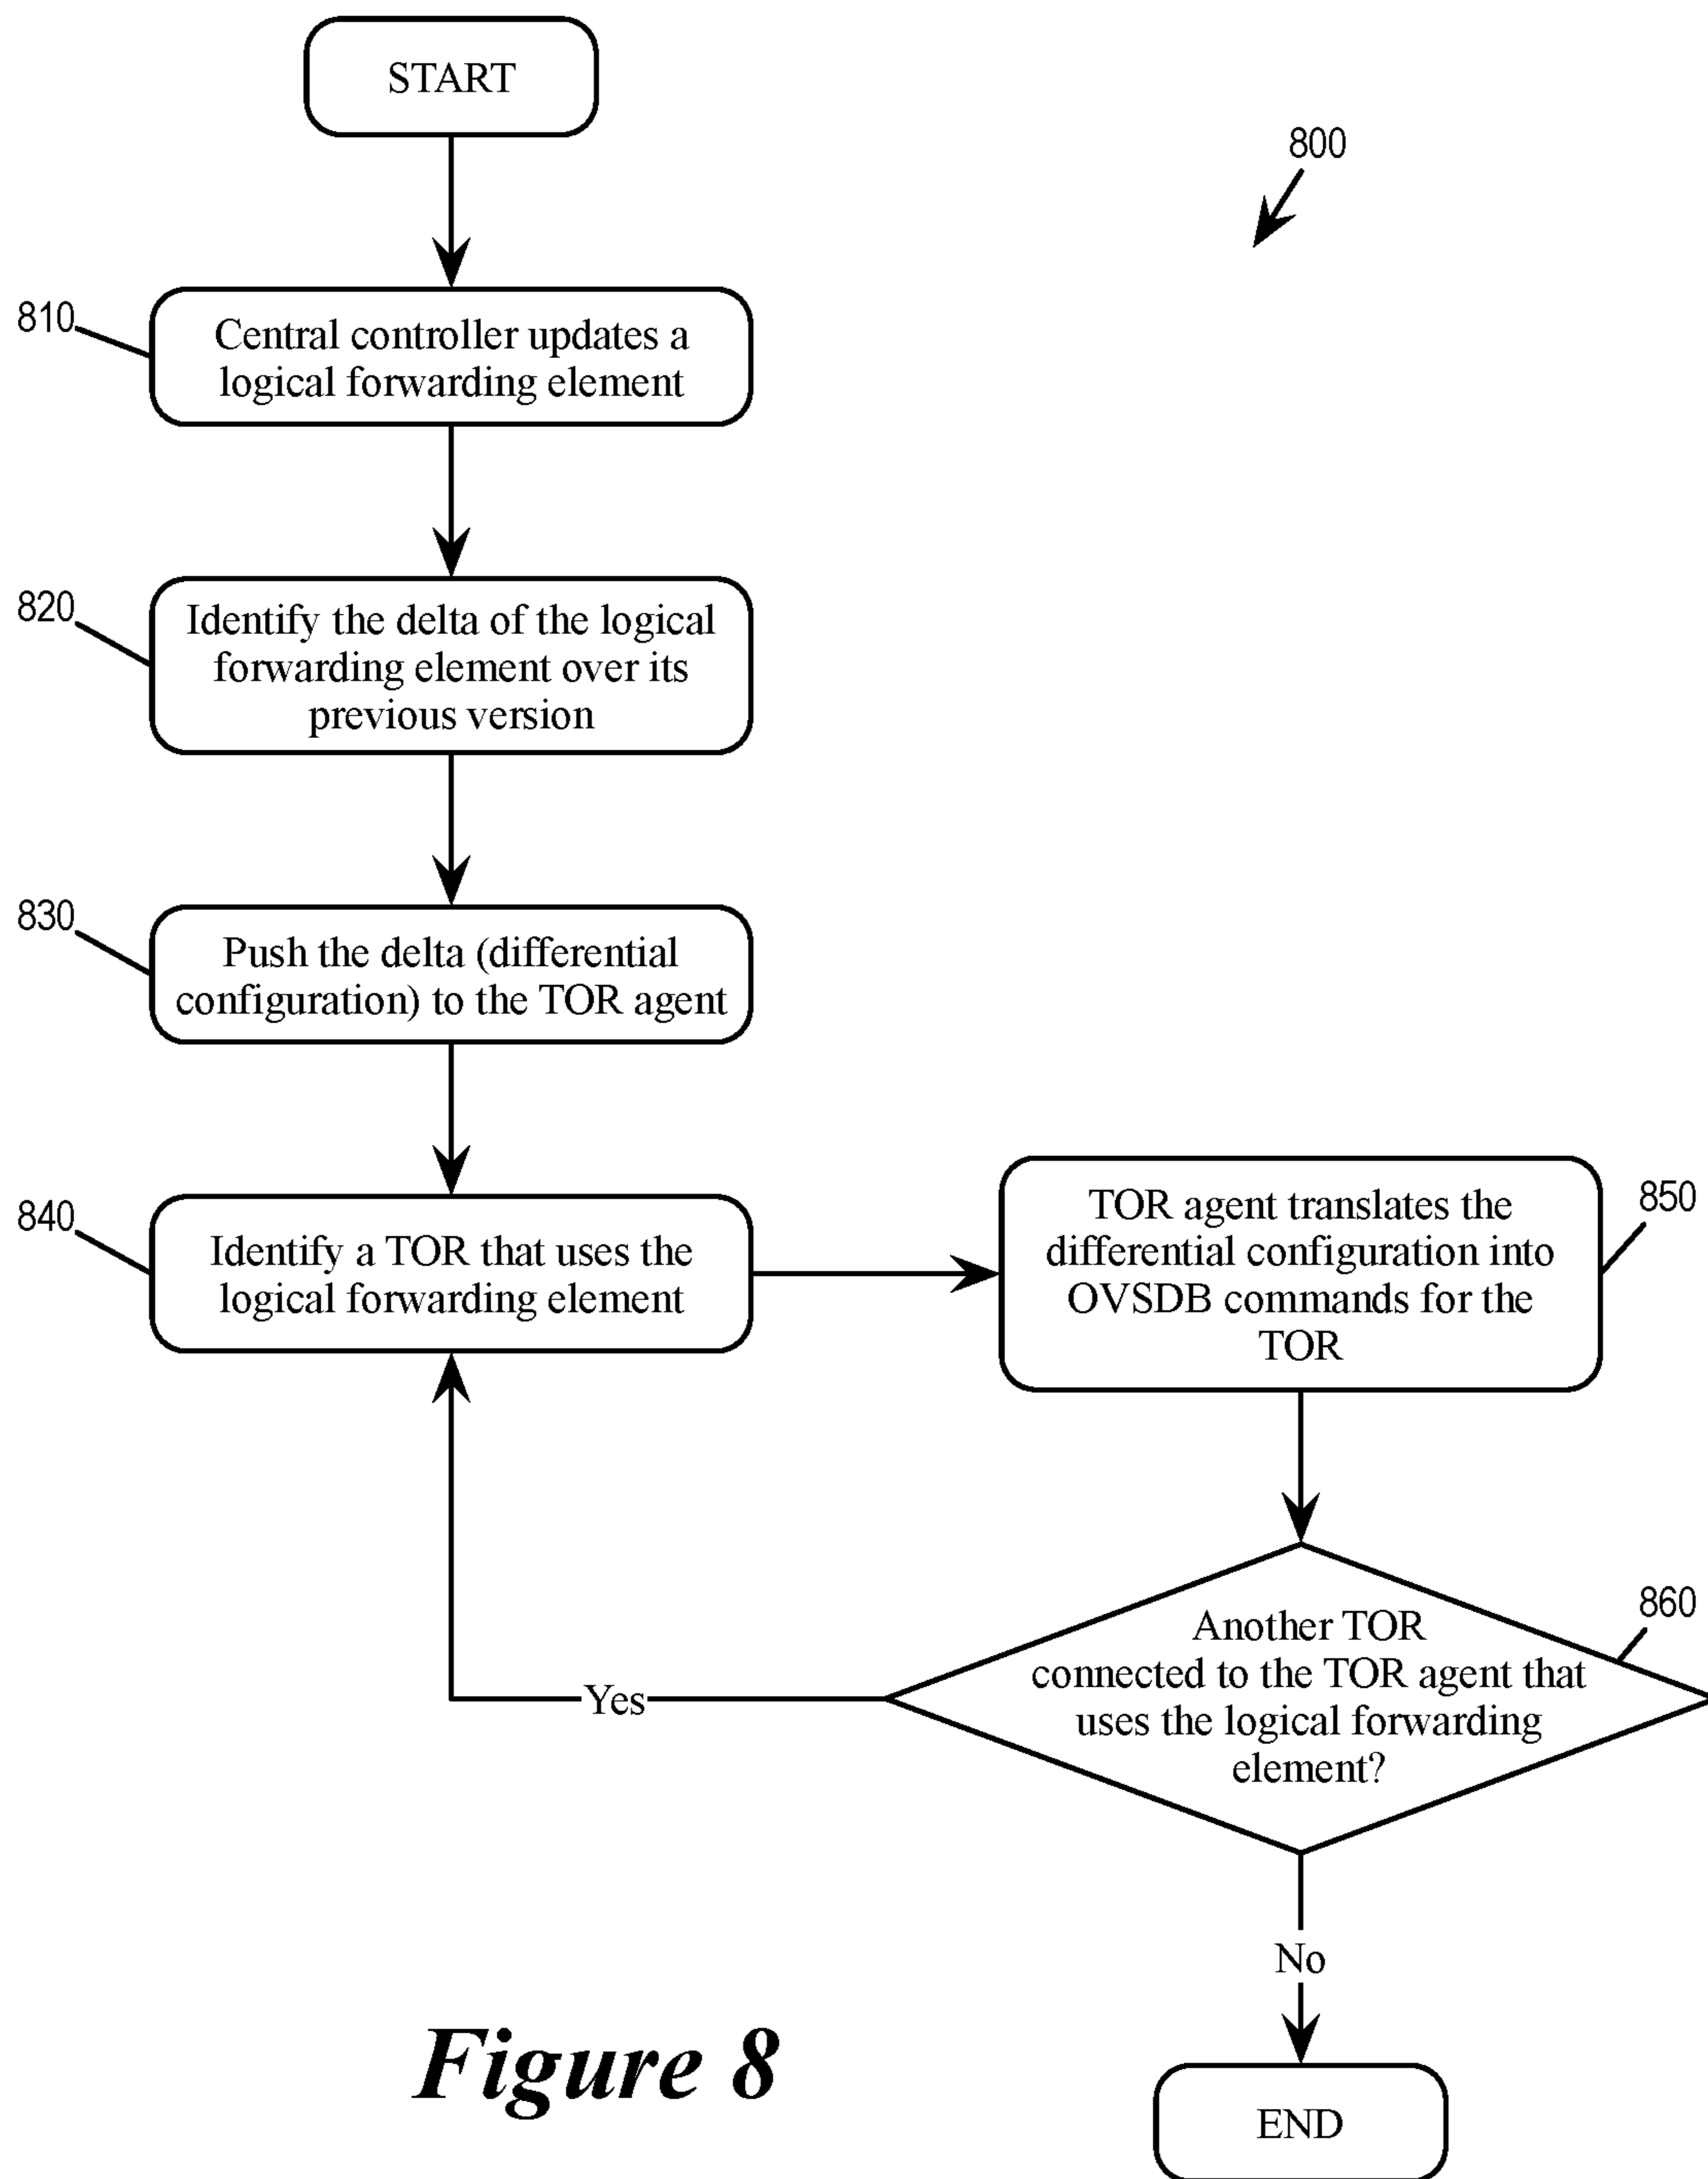 START
800
810
Central controller updates a
logical forwarding element
820
Identify the delta of the logical
forwarding element over its
previous version
830
Push the delta (differential
configuration) to the TOR agent
840
Identify a TOR that uses the
logical forwarding element
850
TOR agent translates the
differential configuration into
OVSDB commands for the
TOR
860
Another TOR
connected to the TOR agent that
uses the logical forwarding
element?
Yes
No
END
Figure 8